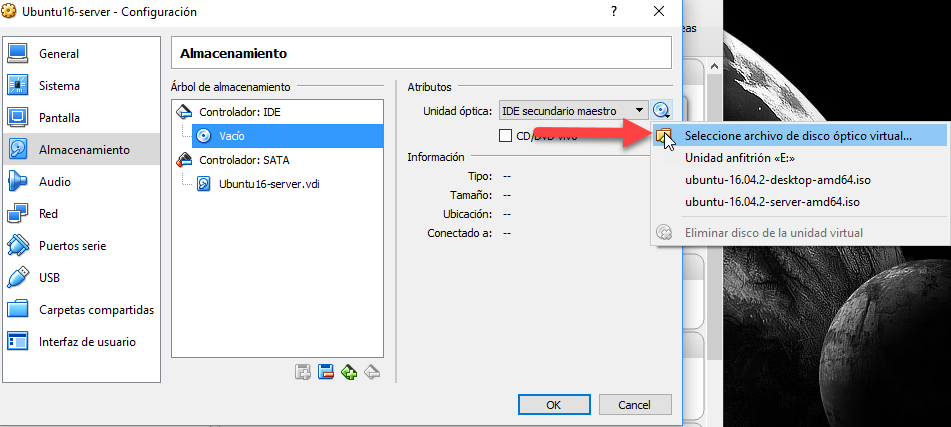 Ubuntu16-server - Configuración
?
General
Sistema
Pantalla
Almacenamiento
Audio
Red
Puertos serie
USB
Carpetas compartidas
Interfaz de usuario
Almacenamiento
Árbol de almacenamiento
Controlador: IDE
Vacío
Controlador: SATA
Ubuntu16-server.vdi
Atributos
Unidad óptica: IDE secundario maestro
CD/DVD vivo
Información
Tipo: --
Tamaño: --
Ubicación: --
Conectado a: --
Seleccione archivo de disco óptico virtual...
Unidad anfitrión «E:»
ubuntu-16.04.2-desktop-amd64.iso
ubuntu-16.04.2-server-amd64.iso
Eliminar disco de la unidad virtual
OK
Cancel